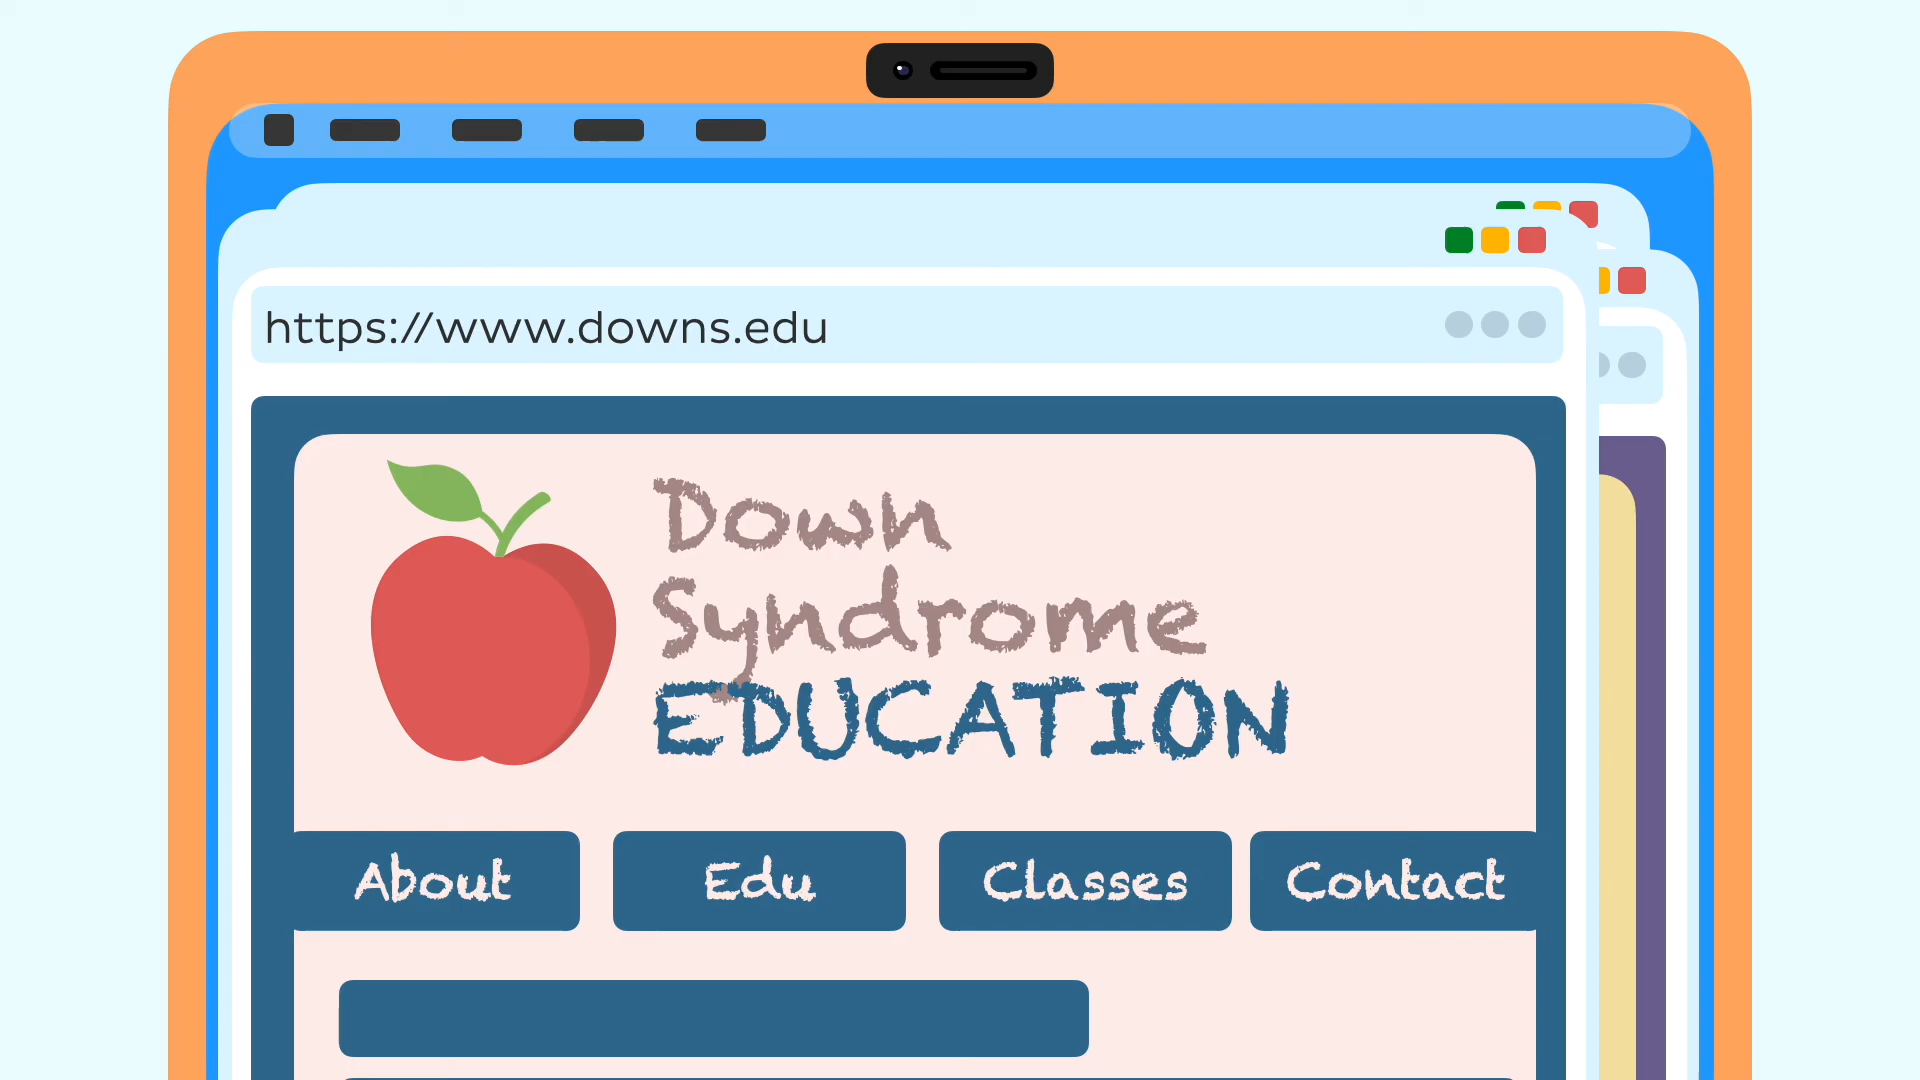 https://www.downs.edu
Down
Syndrome
EDUCATION
About
Edu
Classes
Contact